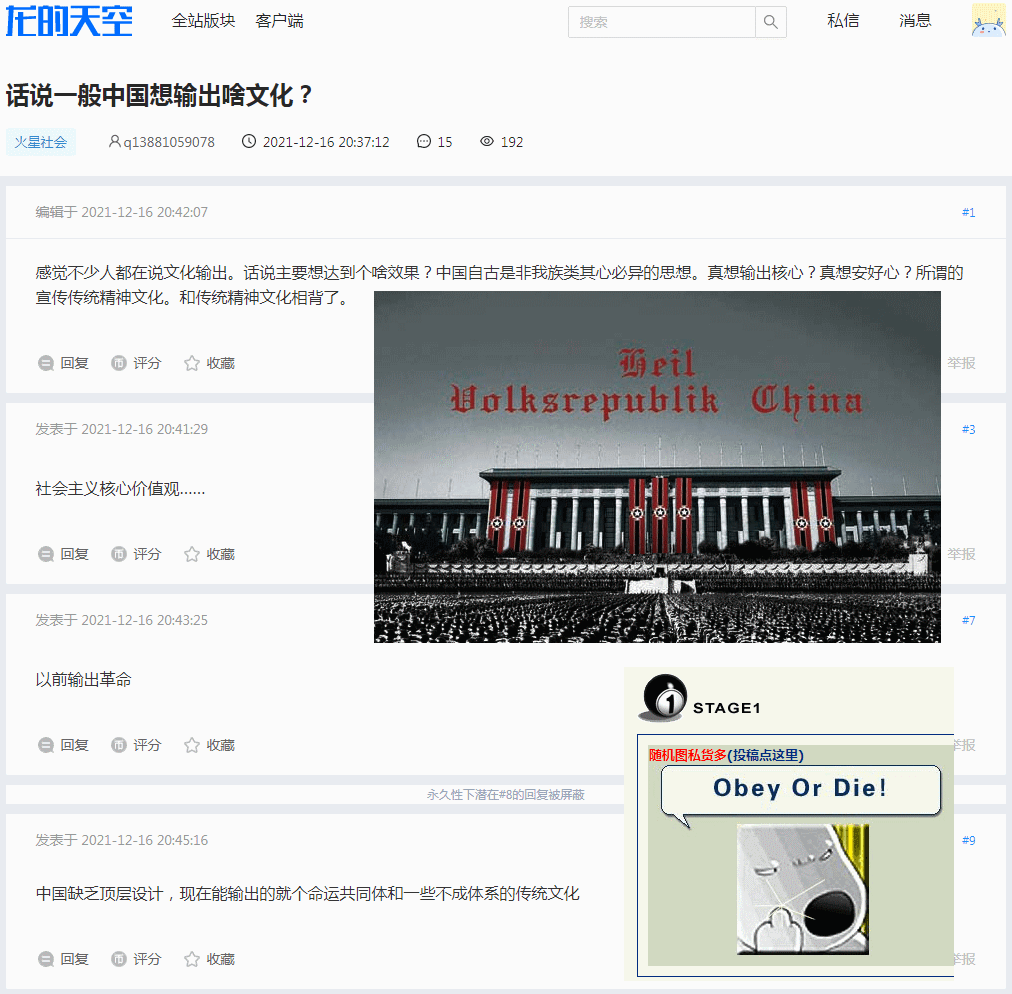 龙的天空
全站版块 客户端
搜索
私信 消息
话说一般中国想输出啥文化？
火星社会 q13881059078 2021-12-16 20:37:12 15 192
编辑于 2021-12-16 20:42:07 #1
感觉不少人都在说文化输出。话说主要想达到个啥效果？中国自古是非我族类其心必异的思想。真想输出核心？真想安好心？所谓的
宣传传统精神文化。和传统精神文化相背了。
回复 评分 收藏 举报
Heil
Volksrepublik China
发表于 2021-12-16 20:41:29 #3
社会主义核心价值观......
回复 评分 收藏 举报
发表于 2021-12-16 20:43:25 #7
以前输出革命
回复 评分 收藏 举报
1 STAGE1
随机图私货多(投稿点这里)
Obey Or Die!
永久性下潜在#8的回复被屏蔽
发表于 2021-12-16 20:45:16 #9
中国缺乏顶层设计，现在能输出的就个命运共同体和一些不成体系的传统文化
回复 评分 收藏 举报